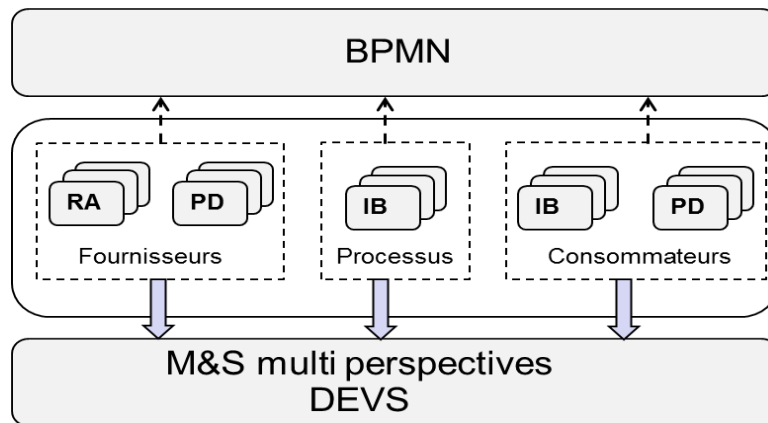 BPMN
RA PD IB IB PD
Fournisseurs Processus Consommateurs
M&S multi perspectives
DEVS